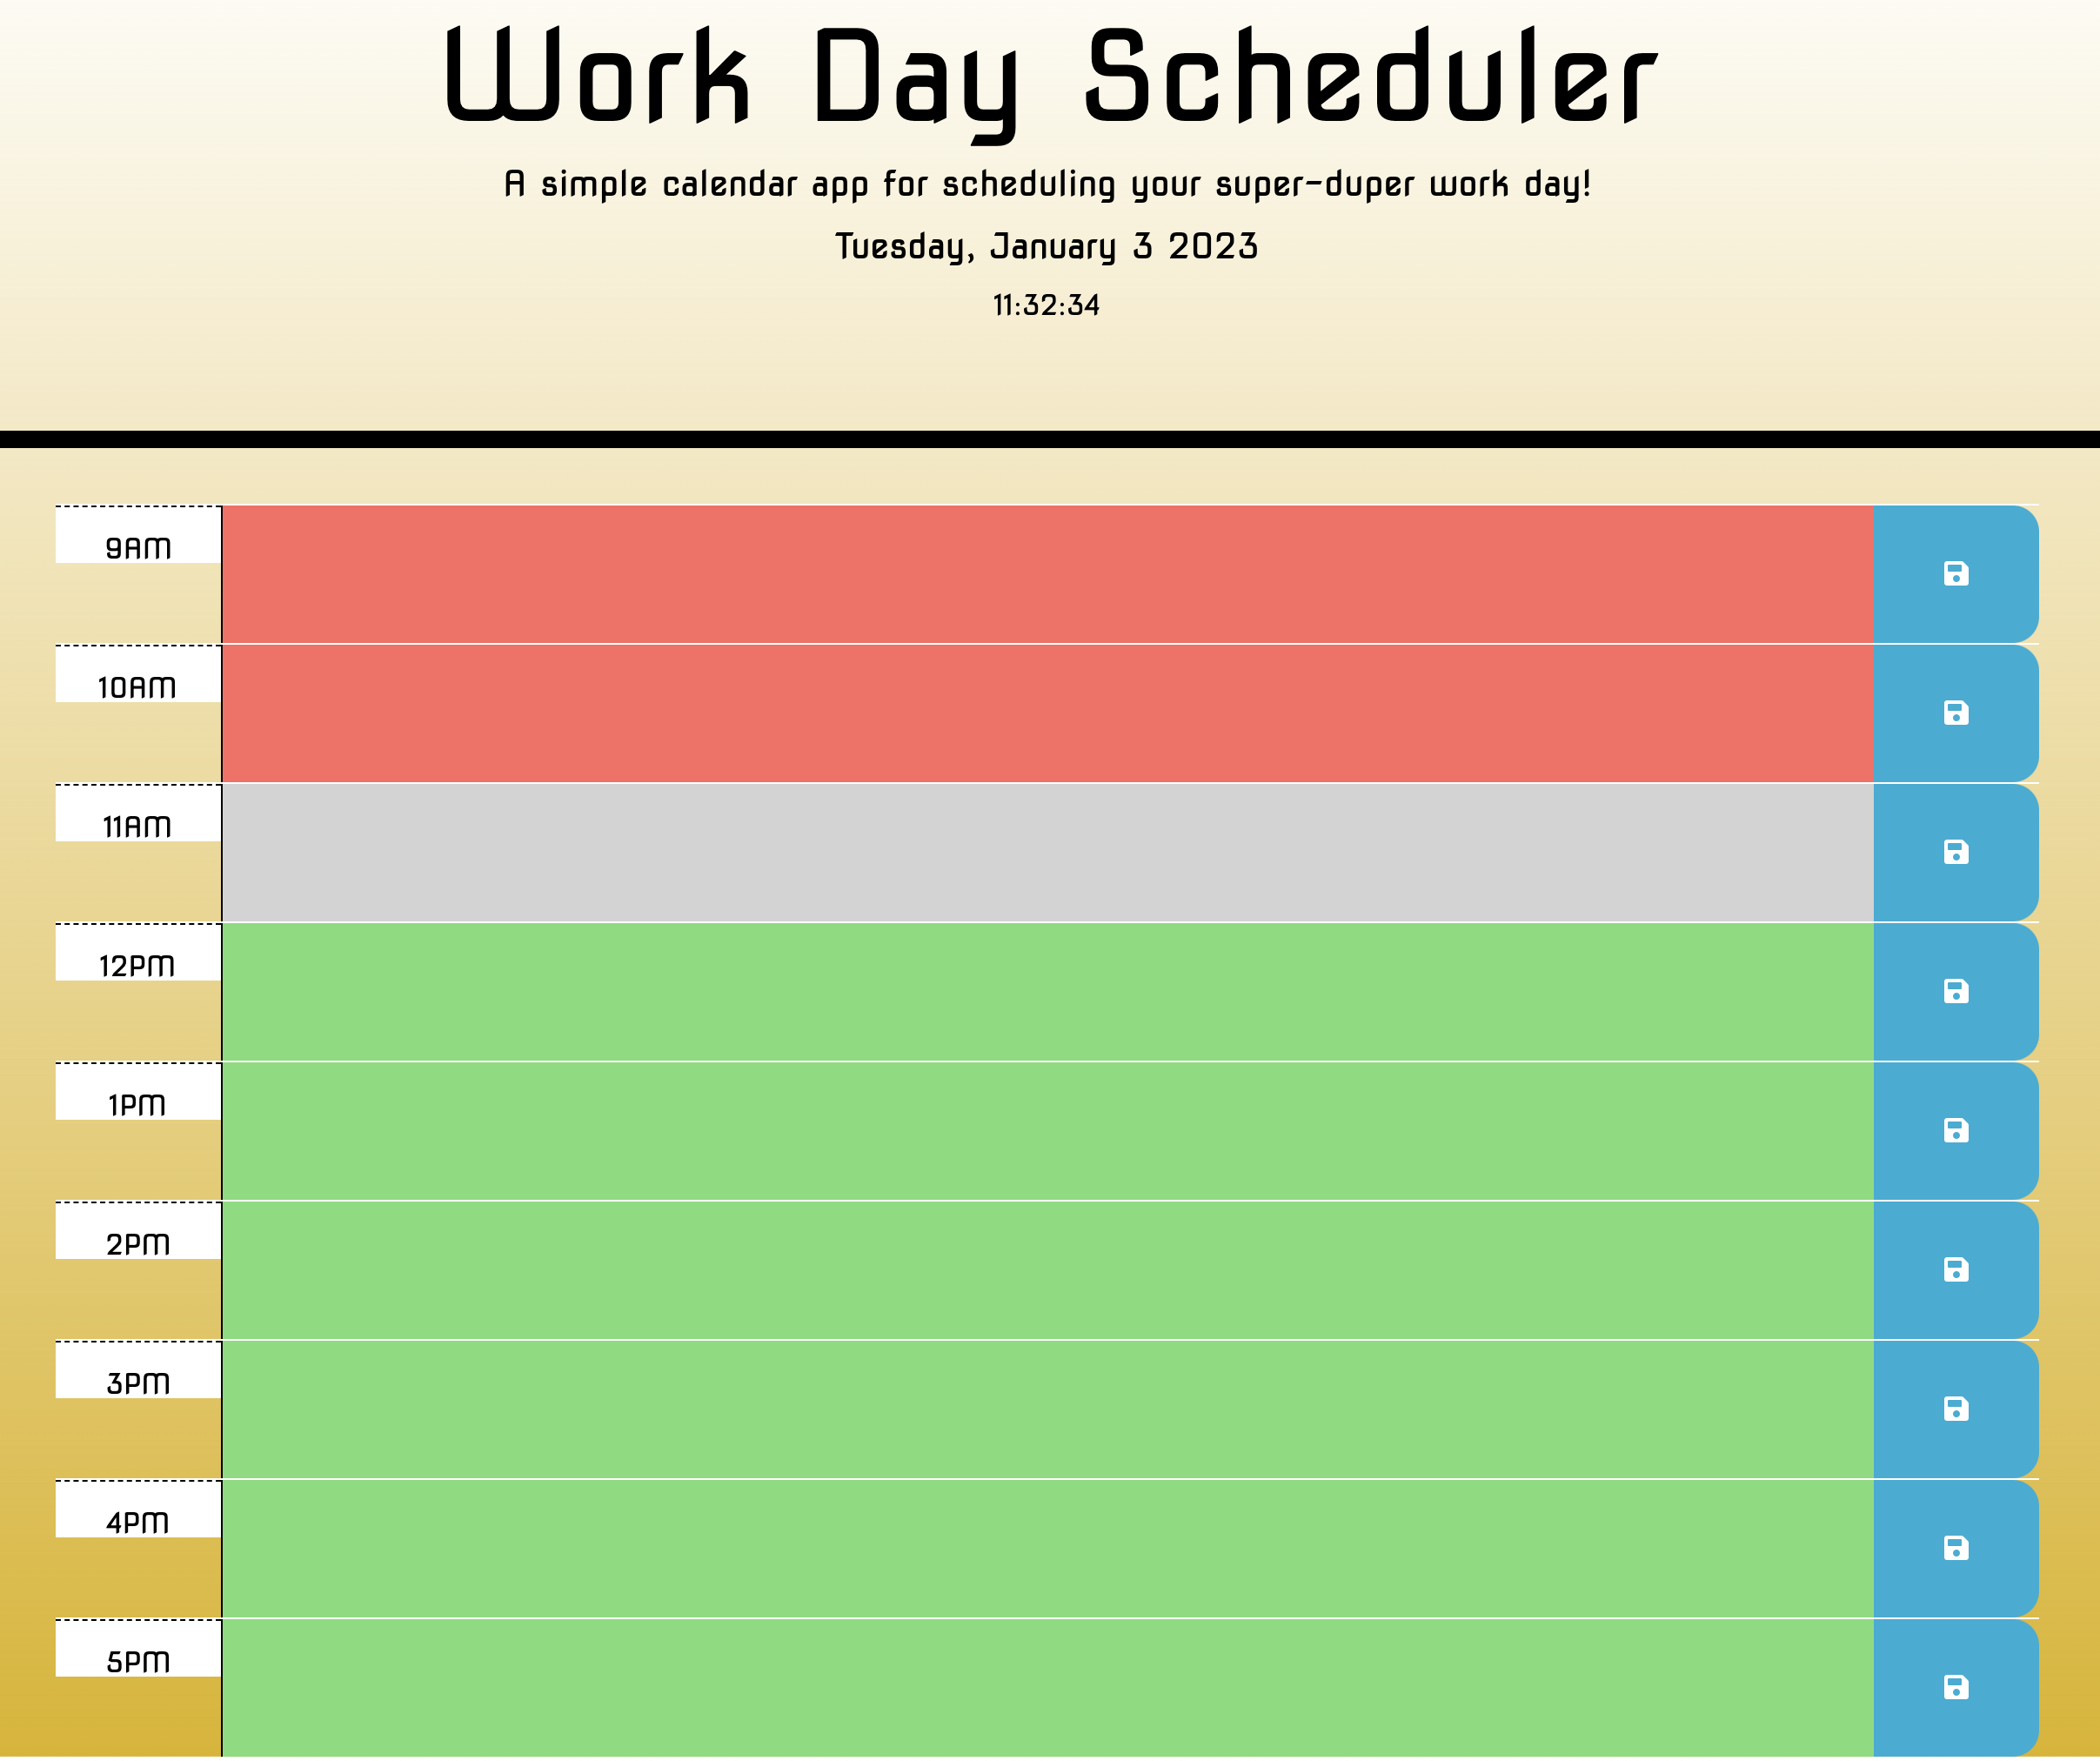 Work Day Scheduler
A simple calendar app for scheduling your super-duper work day!
Tuesday, January 3 2023
11:32:34
9AM
10AM
11AM
12PM
1PM
2PM
3PM
4PM
5PM